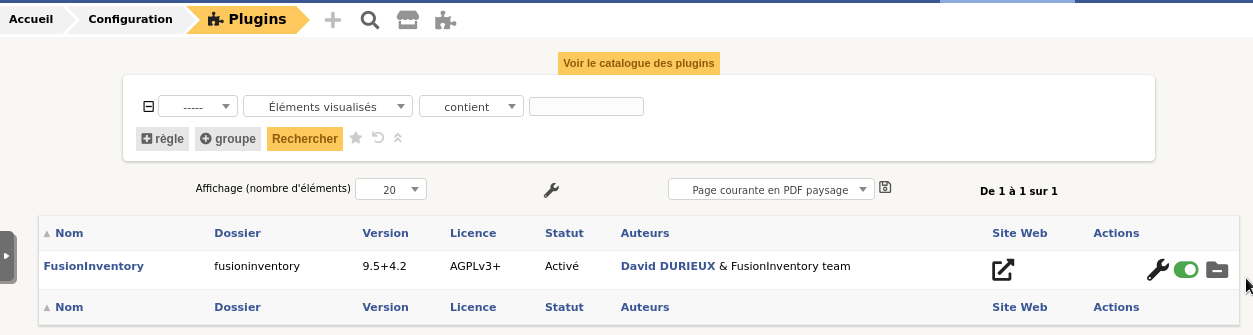 Accueil Configuration Plugins
Voir le catalogue des plugins
----- Éléments visualisés contient
règle groupe Rechercher
Affichage (nombre d'éléments) 20 Page courante en PDF paysage De 1 à 1 sur 1
Nom Dossier Version Licence Statut Auteurs Site Web Actions
FusionInventory fusioninventory 9.5+4.2 AGPLv3+ Activé David DURIEUX & FusionInventory team
Nom Dossier Version Licence Statut Auteurs Site Web Actions